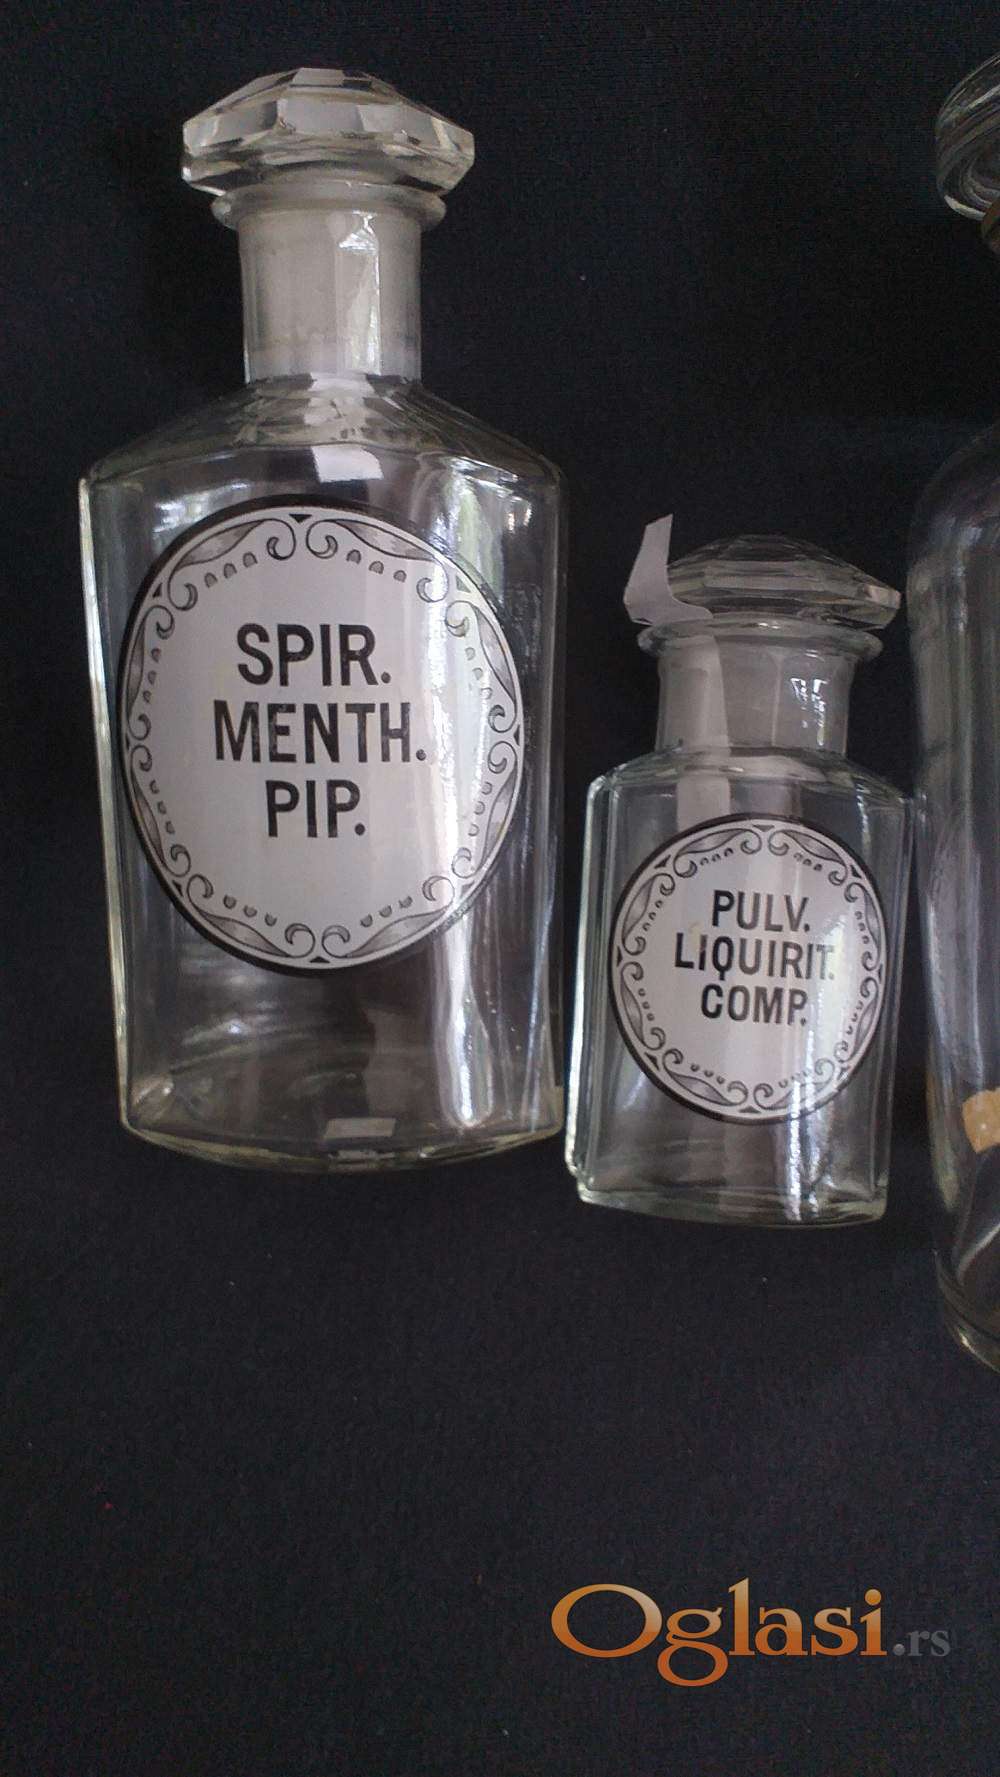 SPIR.
MENTH.
PIP.
PULV.
LIQUIRIT.
COMP.
Oglasi.rs